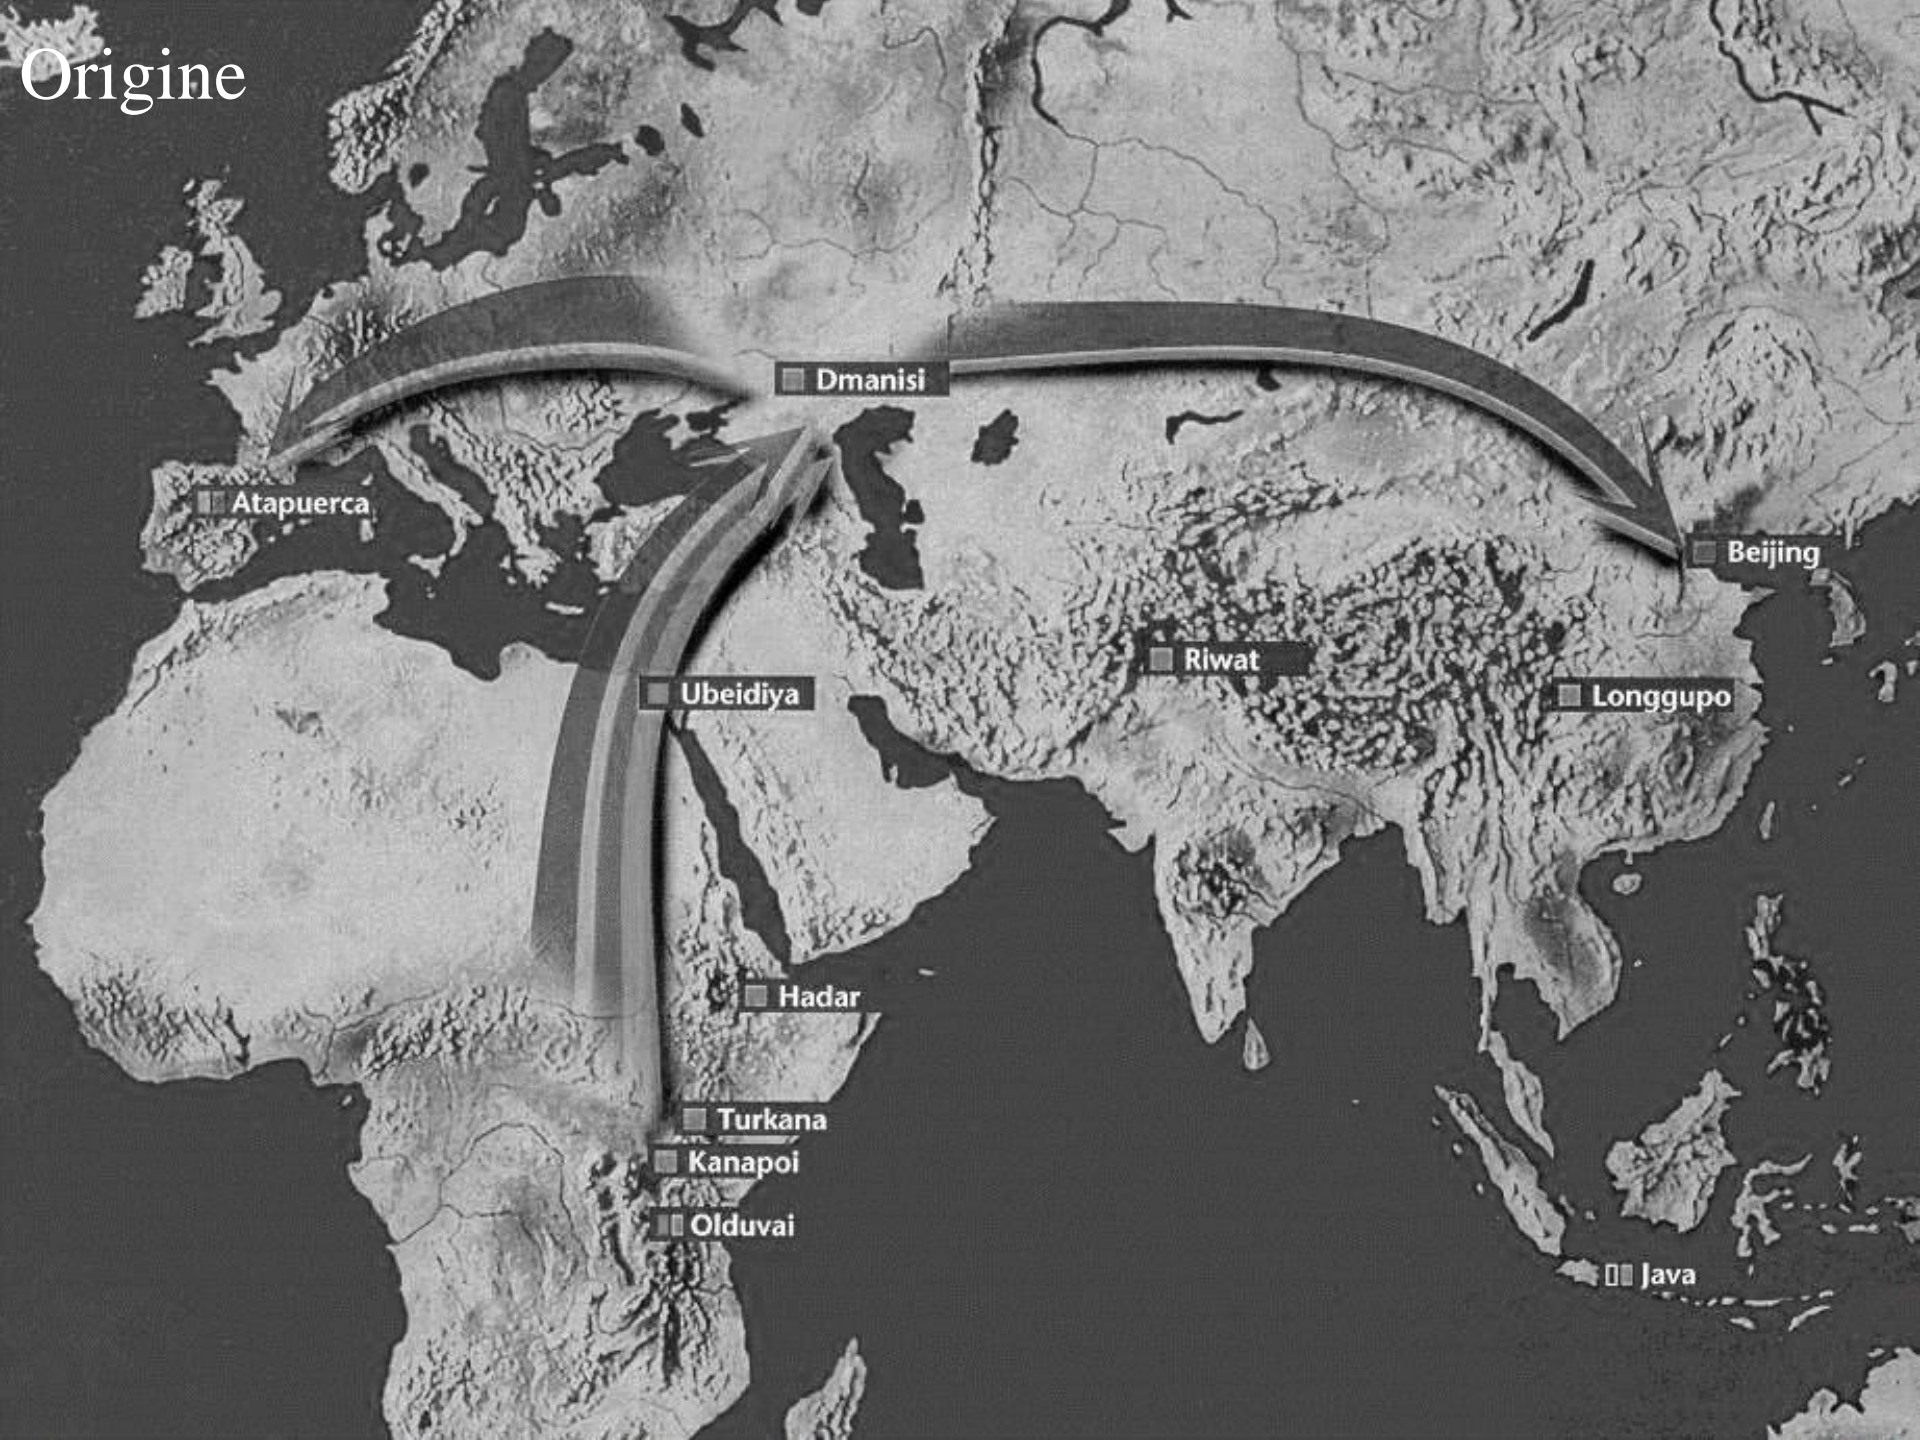 Origine
Dmanisi
Atapuerca
Beijing
Riwat
Ubeidiya
Longgupo
Hadar
Turkana
Kanapoi
Olduvai
Java